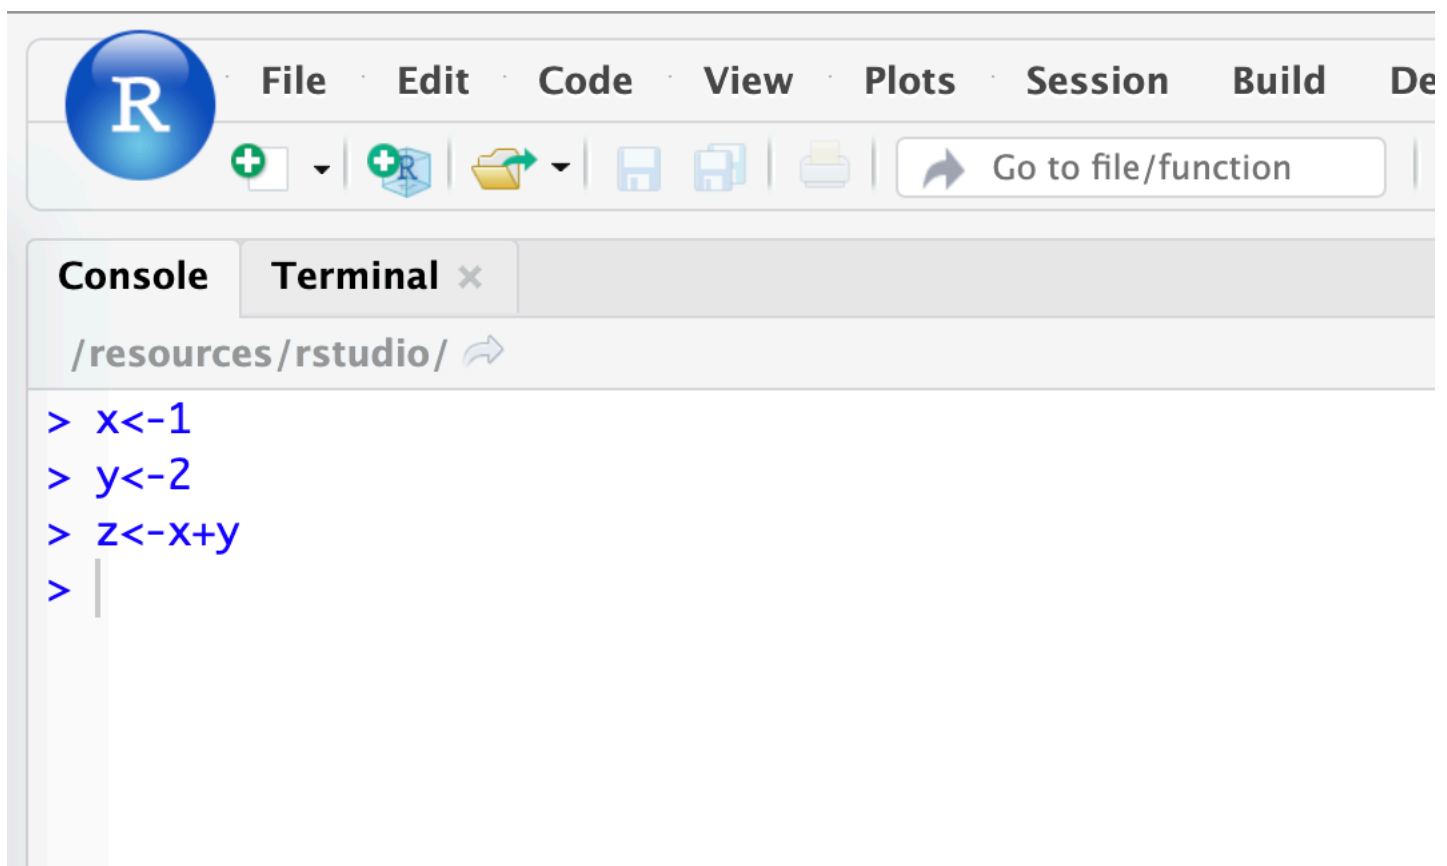 R File Edit Code View Plots Session Build De
R Go to file/function
Console Terminal ×
/resources/rstudio/
> x<-1
> y<-2
> z<-x+y
>